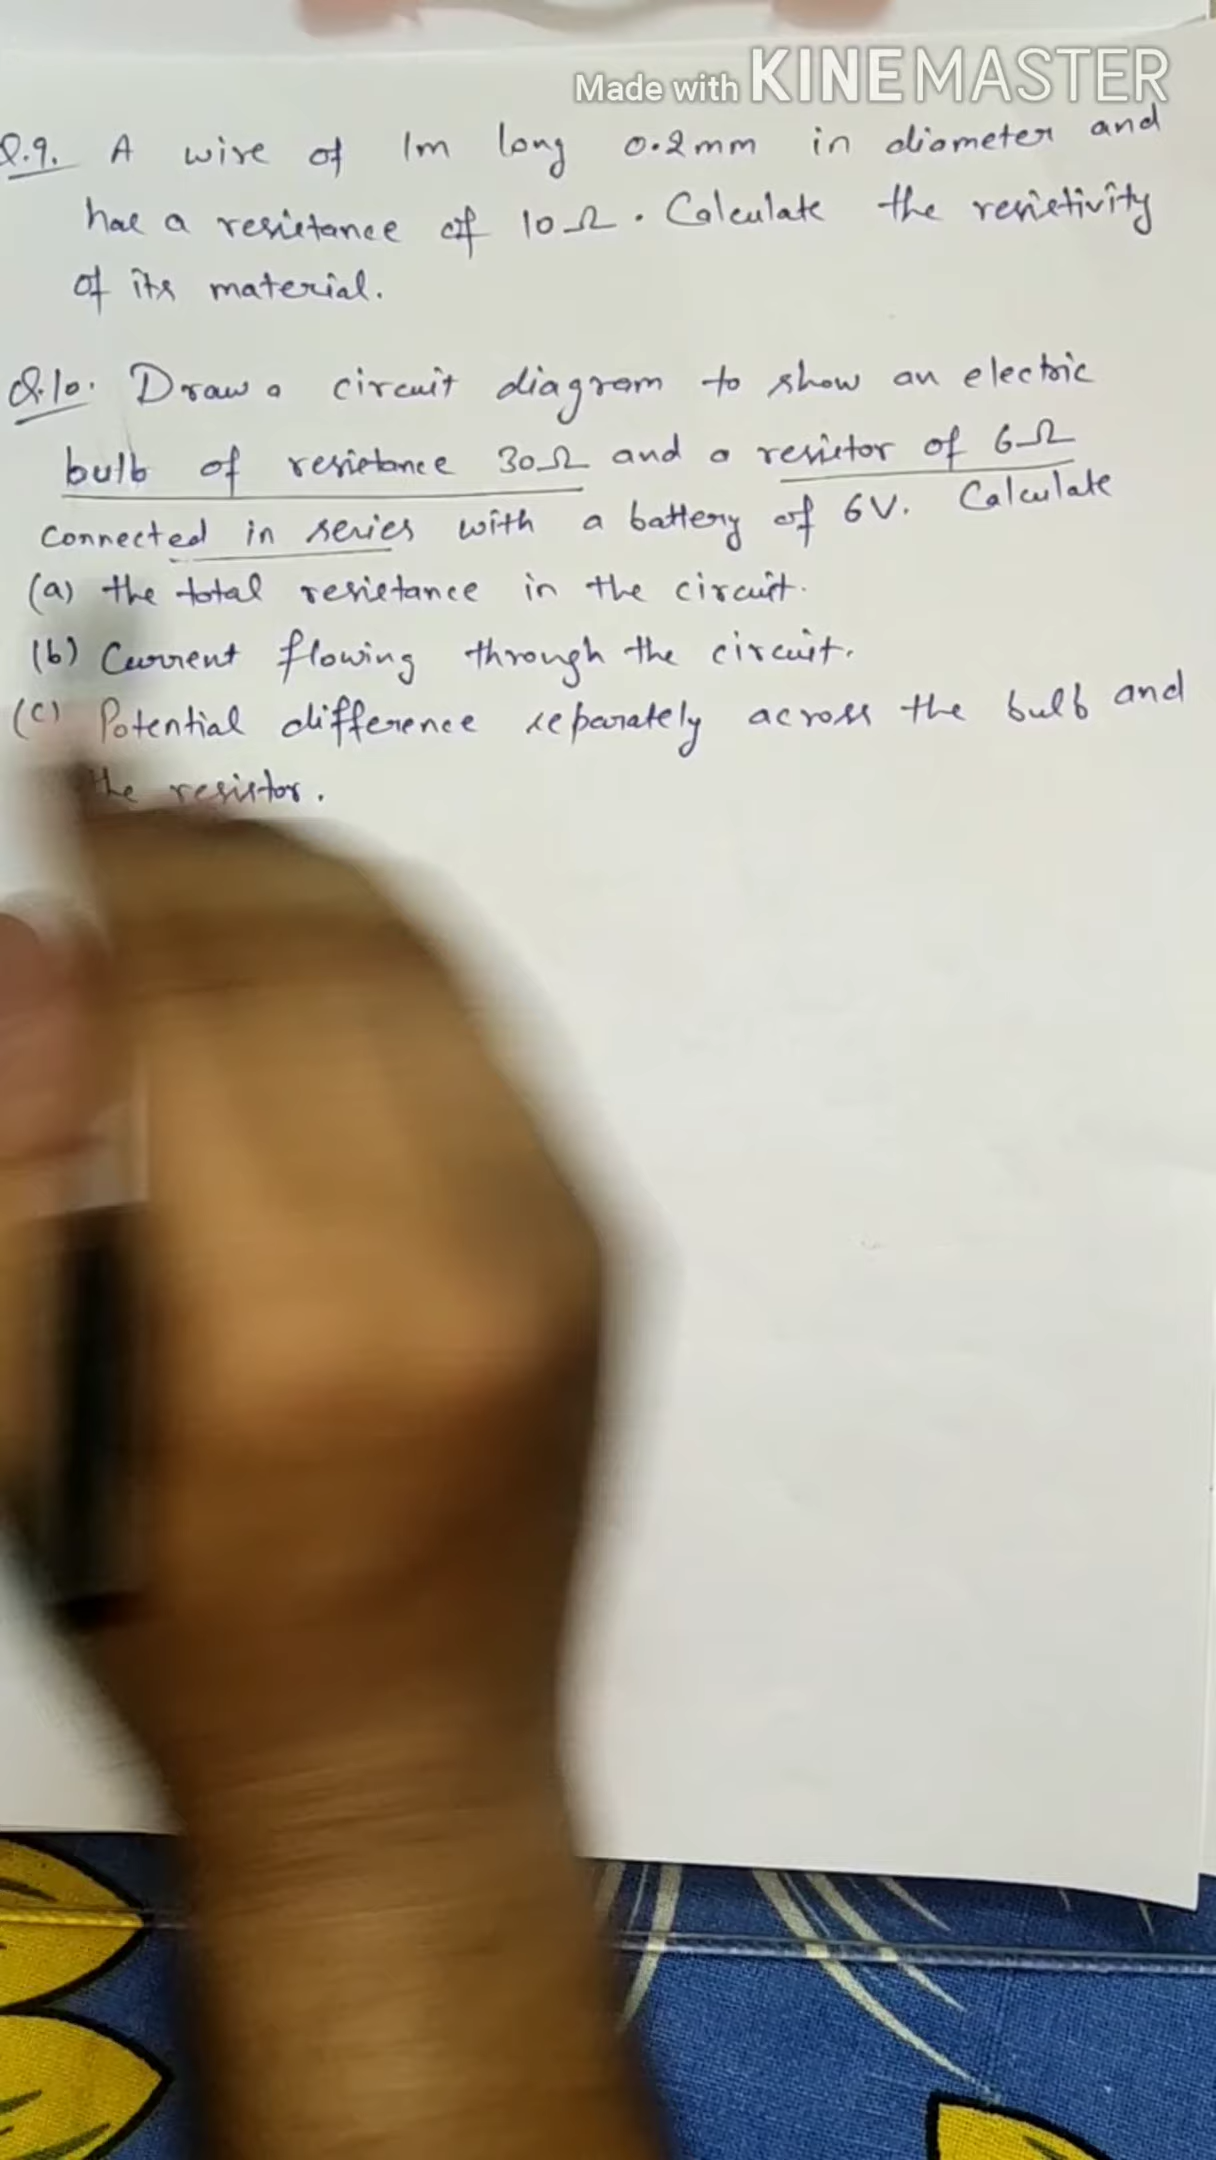 Made with KINEMASTER
Q.9. A wire of 1m long 0.2mm in diameter and
has a resistance of 10Ω. Calculate the resistivity
of its material.
Q.10. Draw a circuit diagram to show an electric
bulb of resistance 30Ω and a resistor of 6Ω
connected in series with a battery of 6V. Calculate
(a) the total resistance in the circuit.
(b) Current flowing through the circuit.
(c) Potential difference separately across the bulb and
the resistor.